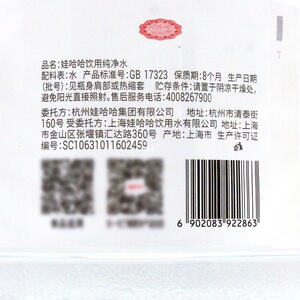 品名:娃哈哈饮用纯净水
配料表:水 产品标准号:GB 17323 保质期:8个月 生产日期
(批号):见瓶身肩部或热缩套 贮存条件:请置于阴凉干燥处,
避免阳光直接照射。售后服务电话:4008267900
委托方:杭州娃哈哈集团有限公司 地址:杭州市清泰街
160号 受委托方:上海娃哈哈饮用水有限公司 地址:上海
市金山区张堰镇汇达路360号 产地:上海市 生产许可证
编号:SC10631011602459
6 902083 922863